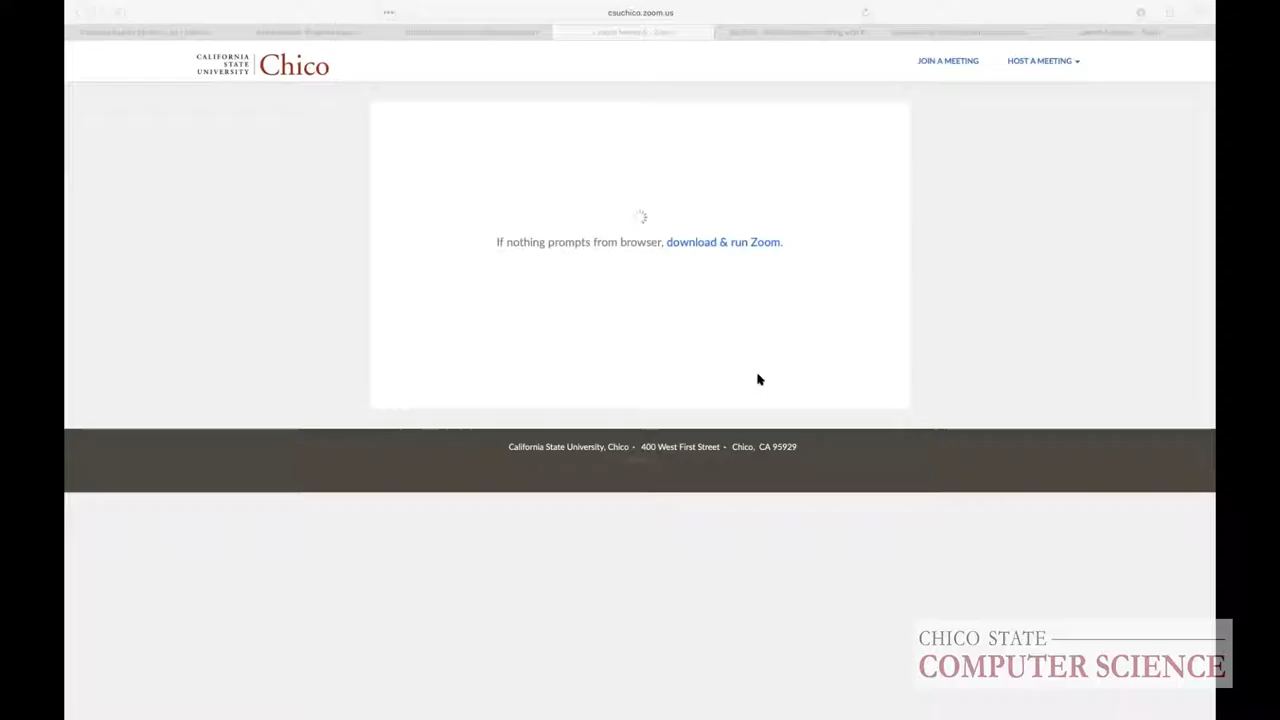 csuchico.zoom.us
CALIFORNIA
STATE
UNIVERSITY
Chico
JOIN A MEETING
HOST A MEETING
If nothing prompts from browser, download & run Zoom.
California State University, Chico · 400 West First Street · Chico, CA 95929
CHICO STATE
COMPUTER SCIENCE